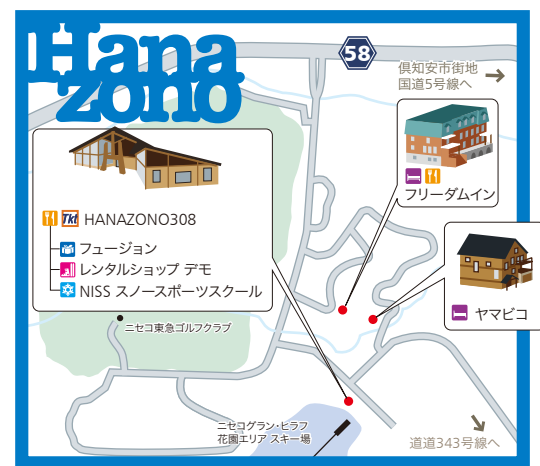 Hana
zono
58
倶知安市街地
国道5号線へ
フリーダムイン
Tkt HANAZONO308
フュージョン
レンタルショップ デモ
NISS スノースポーツスクール
ヤマビコ
ニセコ東急ゴルフクラブ
ニセコグラン・ヒラフ
花園エリア スキー場
道道343号線へ